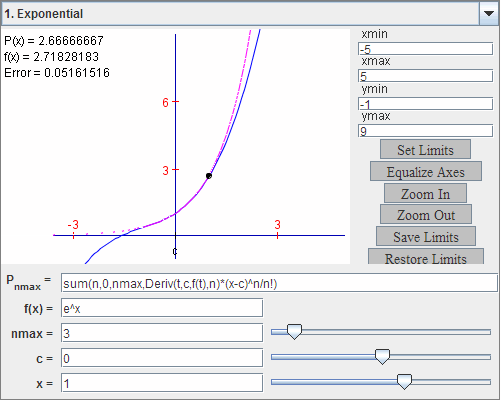 1. Exponential
P(x) = 2.66666667
f(x) = 2.71828183
Error = 0.05161516
6
3
-3
3
c
xmin
-5
xmax
5
ymin
-1
ymax
9
Set Limits
Equalize Axes
Zoom In
Zoom Out
Save Limits
Restore Limits
Pnmax = sum(n,0,nmax,Deriv(t,c,f(t),n)*(x-c)^n/n!)
f(x) = e^x
nmax = 3
c = 0
x = 1